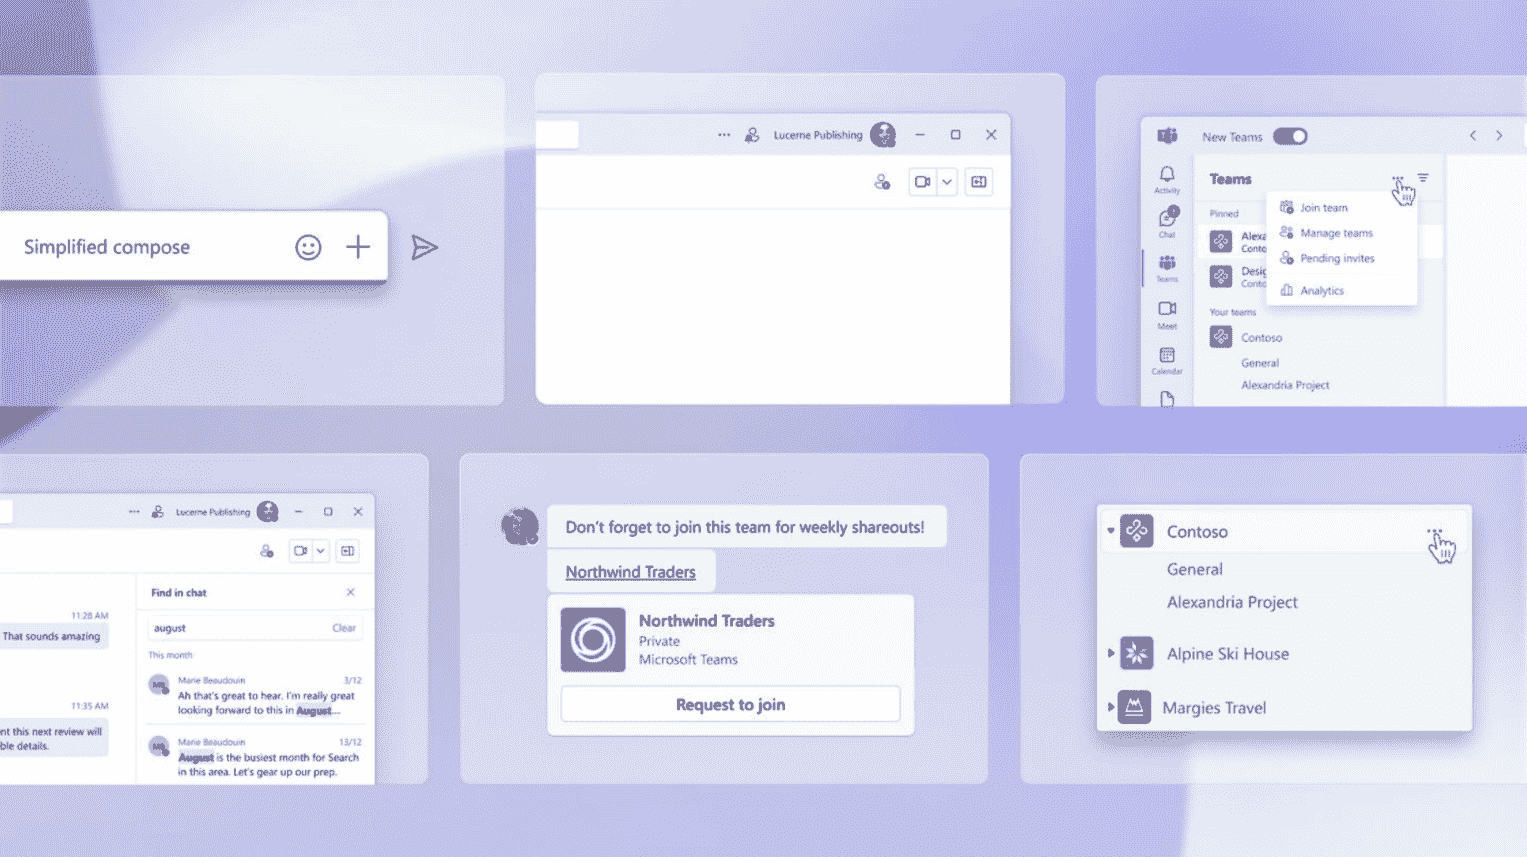 Simplified compose
Lucerne Publishing
New Teams
Activity
Chat
Teams
Meet
Calendar
Teams
Pinned
Alexa
Conto
Desig
Conto
Join team
Manage teams
Pending invites
Analytics
Your teams
Contoso
General
Alexandria Project
Lucerne Publishing
11:28 AM
That sounds amazing
11:35 AM
nt this next review will
ble details.
Find in chat
august
Clear
This month
MB
Marie Beaudouin
3/12
Ah that's great to hear. I'm really great
looking forward to this in August...
MB
Marie Beaudouin
13/12
August is the busiest month for Search
in this area. Let's gear up our prep.
Don't forget to join this team for weekly shareouts!
Northwind Traders
Northwind Traders
Private
Microsoft Teams
Request to join
Contoso
General
Alexandria Project
Alpine Ski House
Margies Travel